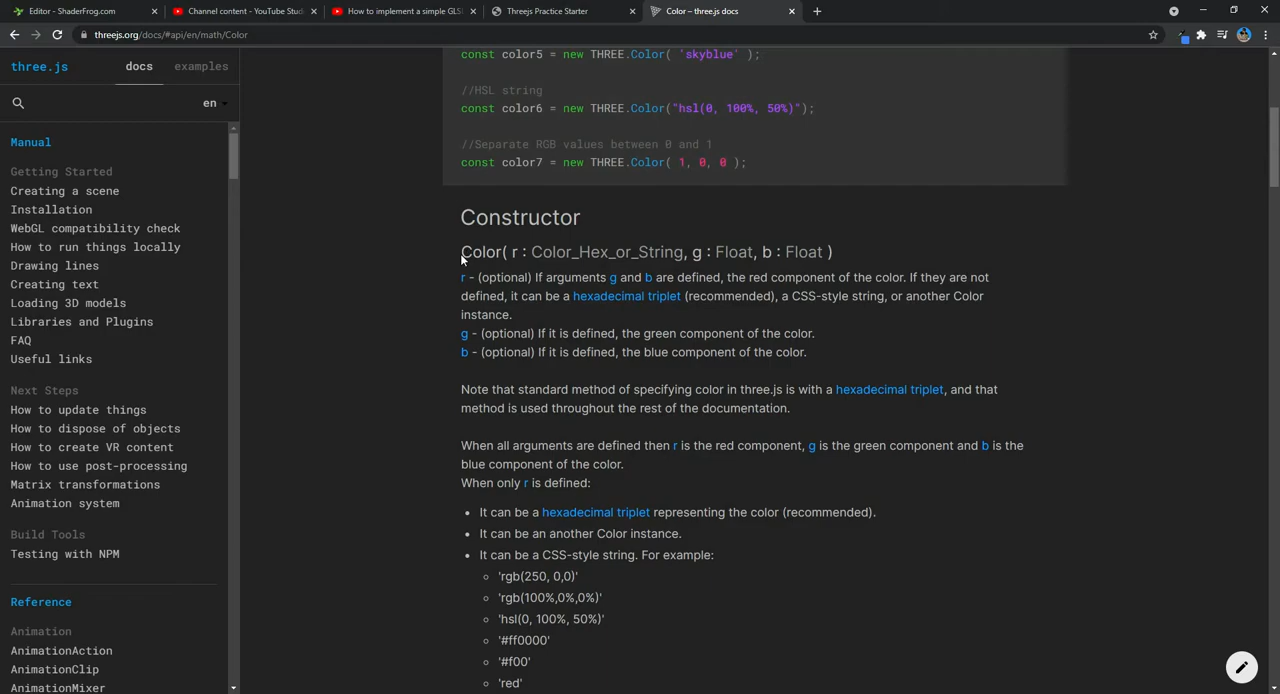 Editor - ShaderFrog.com
Channel content - YouTube Stud
How to implement a simple GLS
Threejs Practice Starter
Color – three.js docs
threejs.org/docs/#api/en/math/Color
three.js
docs
examples
en
Manual
Getting Started
Creating a scene
Installation
WebGL compatibility check
How to run things locally
Drawing lines
Creating text
Loading 3D models
Libraries and Plugins
FAQ
Useful links
Next Steps
How to update things
How to dispose of objects
How to create VR content
How to use post-processing
Matrix transformations
Animation system
Build Tools
Testing with NPM
Reference
Animation
AnimationAction
AnimationClip
AnimationMixer
const color5 = new THREE.Color( 'skyblue' );
//HSL string
const color6 = new THREE.Color("hsl(0, 100%, 50%)");
//Separate RGB values between 0 and 1
const color7 = new THREE.Color( 1, 0, 0 );
Constructor
Color( r : Color_Hex_or_String, g : Float, b : Float )
r - (optional) If arguments g and b are defined, the red component of the color. If they are not
defined, it can be a hexadecimal triplet (recommended), a CSS-style string, or another Color
instance.
g - (optional) If it is defined, the green component of the color.
b - (optional) If it is defined, the blue component of the color.
Note that standard method of specifying color in three.js is with a hexadecimal triplet, and that
method is used throughout the rest of the documentation.
When all arguments are defined then r is the red component, g is the green component and b is the
blue component of the color.
When only r is defined:
• It can be a hexadecimal triplet representing the color (recommended).
• It can be an another Color instance.
• It can be a CSS-style string. For example:
◦ 'rgb(250, 0,0)'
◦ 'rgb(100%,0%,0%)'
◦ 'hsl(0, 100%, 50%)'
◦ '#ff0000'
◦ '#f00'
◦ 'red'